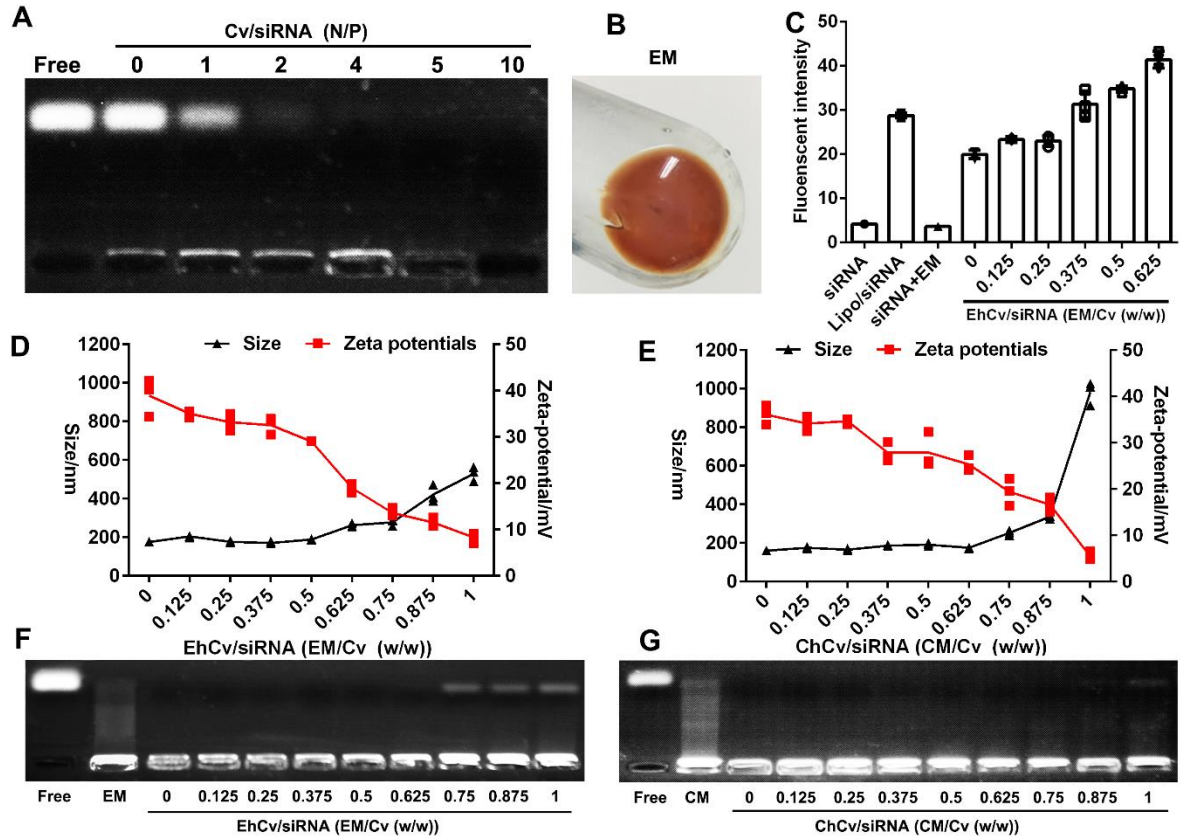 A
Cv/siRNA (N/P)
Free 0 1 2 4 5 10
B
EM
C
Fluoenscent intensity
50
40
30
20
10
0
siRNA
Lipo/siRNA
siRNA+EM
0
0.125
0.25
0.375
0.5
0.625
EhCv/siRNA (EM/Cv (w/w))
D
Size Zeta potentials
Size/nm
1200
1000
800
600
400
200
0
Zeta-potential/mV
50
40
30
20
10
0
0 0.125 0.25 0.375 0.5 0.625 0.75 0.875 1
EhCv/siRNA (EM/Cv (w/w))
E
Size Zeta potentials
Size/nm
1200
1000
800
600
400
200
0
Zeta-potential/mV
50
40
30
20
10
0
0 0.125 0.25 0.375 0.5 0.625 0.75 0.875 1
ChCv/siRNA (CM/Cv (w/w))
F
Free EM 0 0.125 0.25 0.375 0.5 0.625 0.75 0.875 1
EhCv/siRNA (EM/Cv (w/w))
G
Free CM 0 0.125 0.25 0.375 0.5 0.625 0.75 0.875 1
ChCv/siRNA (CM/Cv (w/w))